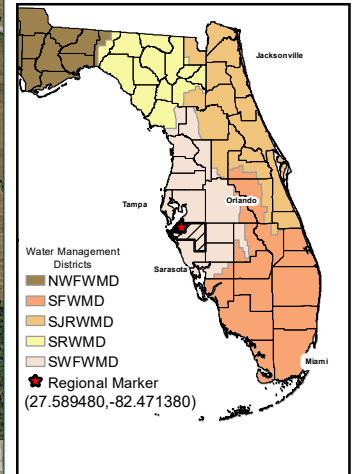 Jacksonville
Orlando
Tampa
Sarasota
Miami
Water Management
Districts
NWFWMD
SFWMD
SJRWMD
SRWMD
SWFWMD
Regional Marker
(27.589480,-82.471380)